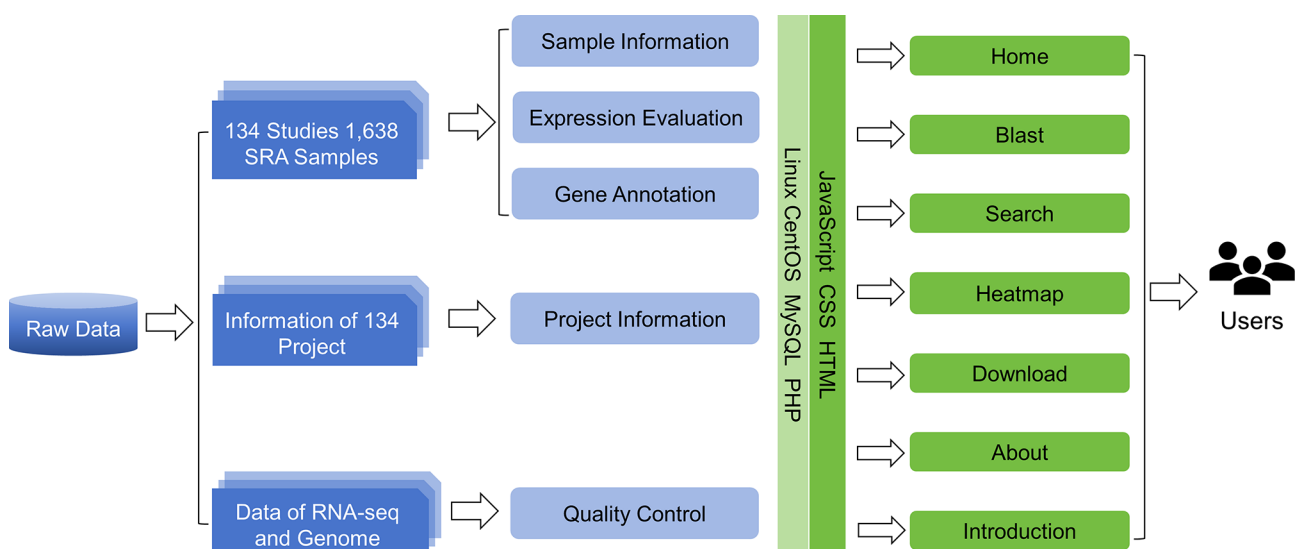 Raw Data
134 Studies 1,638
SRA Samples
Information of 134
Project
Data of RNA-seq
and Genome
Sample Information
Expression Evaluation
Gene Annotation
Project Information
Quality Control
Linux CentOS MySQL PHP
JavaScript CSS HTML
Home
Blast
Search
Heatmap
Download
About
Introduction
Users